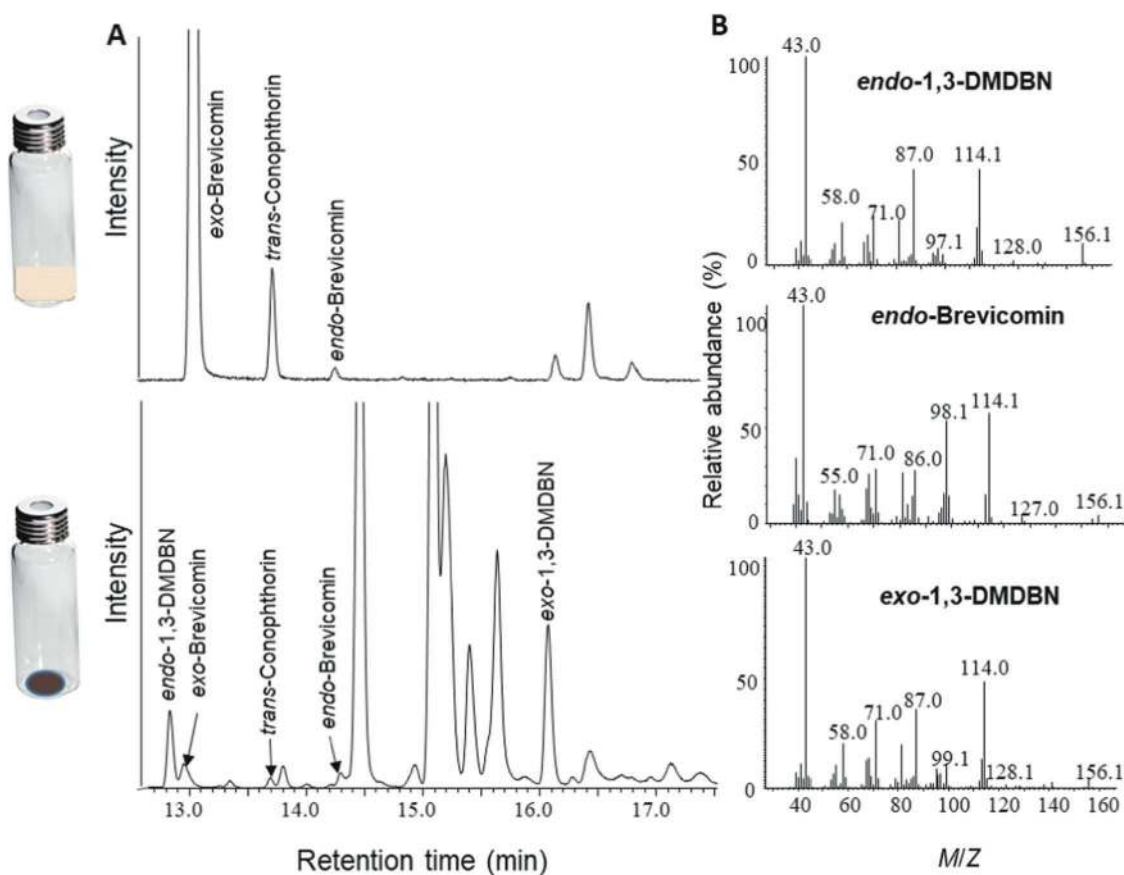 A
Intensity
exo-Brevicomin
trans-Conophthorin
endo-Brevicomin
Intensity
endo-1,3-DMDBN
exo-Brevicomin
trans-Conophthorin
endo-Brevicomin
exo-1,3-DMDBN
13.0 14.0 15.0 16.0 17.0
Retention time (min)
B
Relative abundance (%)
100
50
0
43.0
endo-1,3-DMDBN
58.0
71.0
87.0
97.1
114.1
128.0
156.1
100
50
0
43.0
endo-Brevicomin
55.0
71.0
86.0
98.1
114.1
127.0
156.1
100
50
0
43.0
exo-1,3-DMDBN
58.0
71.0
87.0
99.1
114.0
128.1
156.1
40 60 80 100 120 140 160
M/Z